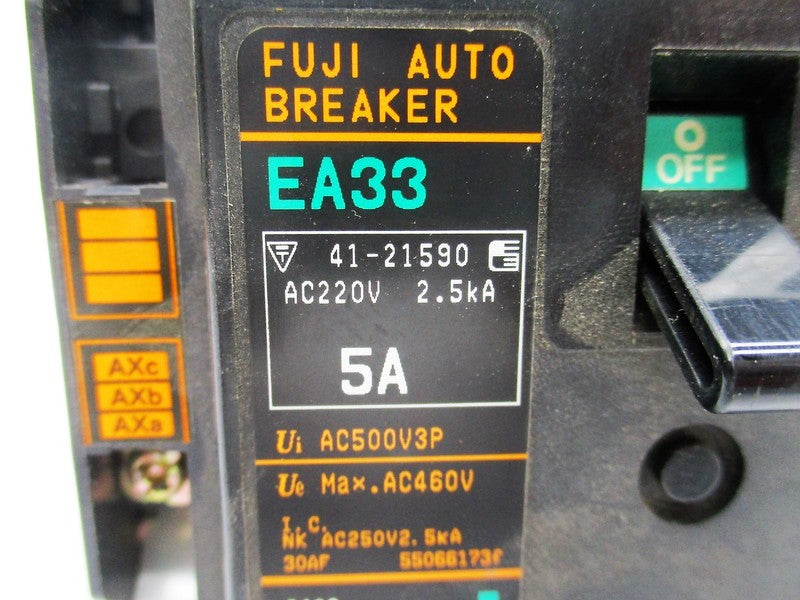 FUJI AUTO
BREAKER
EA33
41-21590
AC220V 2.5kA
5A
Ui AC500V3P
Ue Max.AC460V
I.C.
NK AC250V2.5kA
30AF 55066173f
OFF
AXc
AXb
AXa